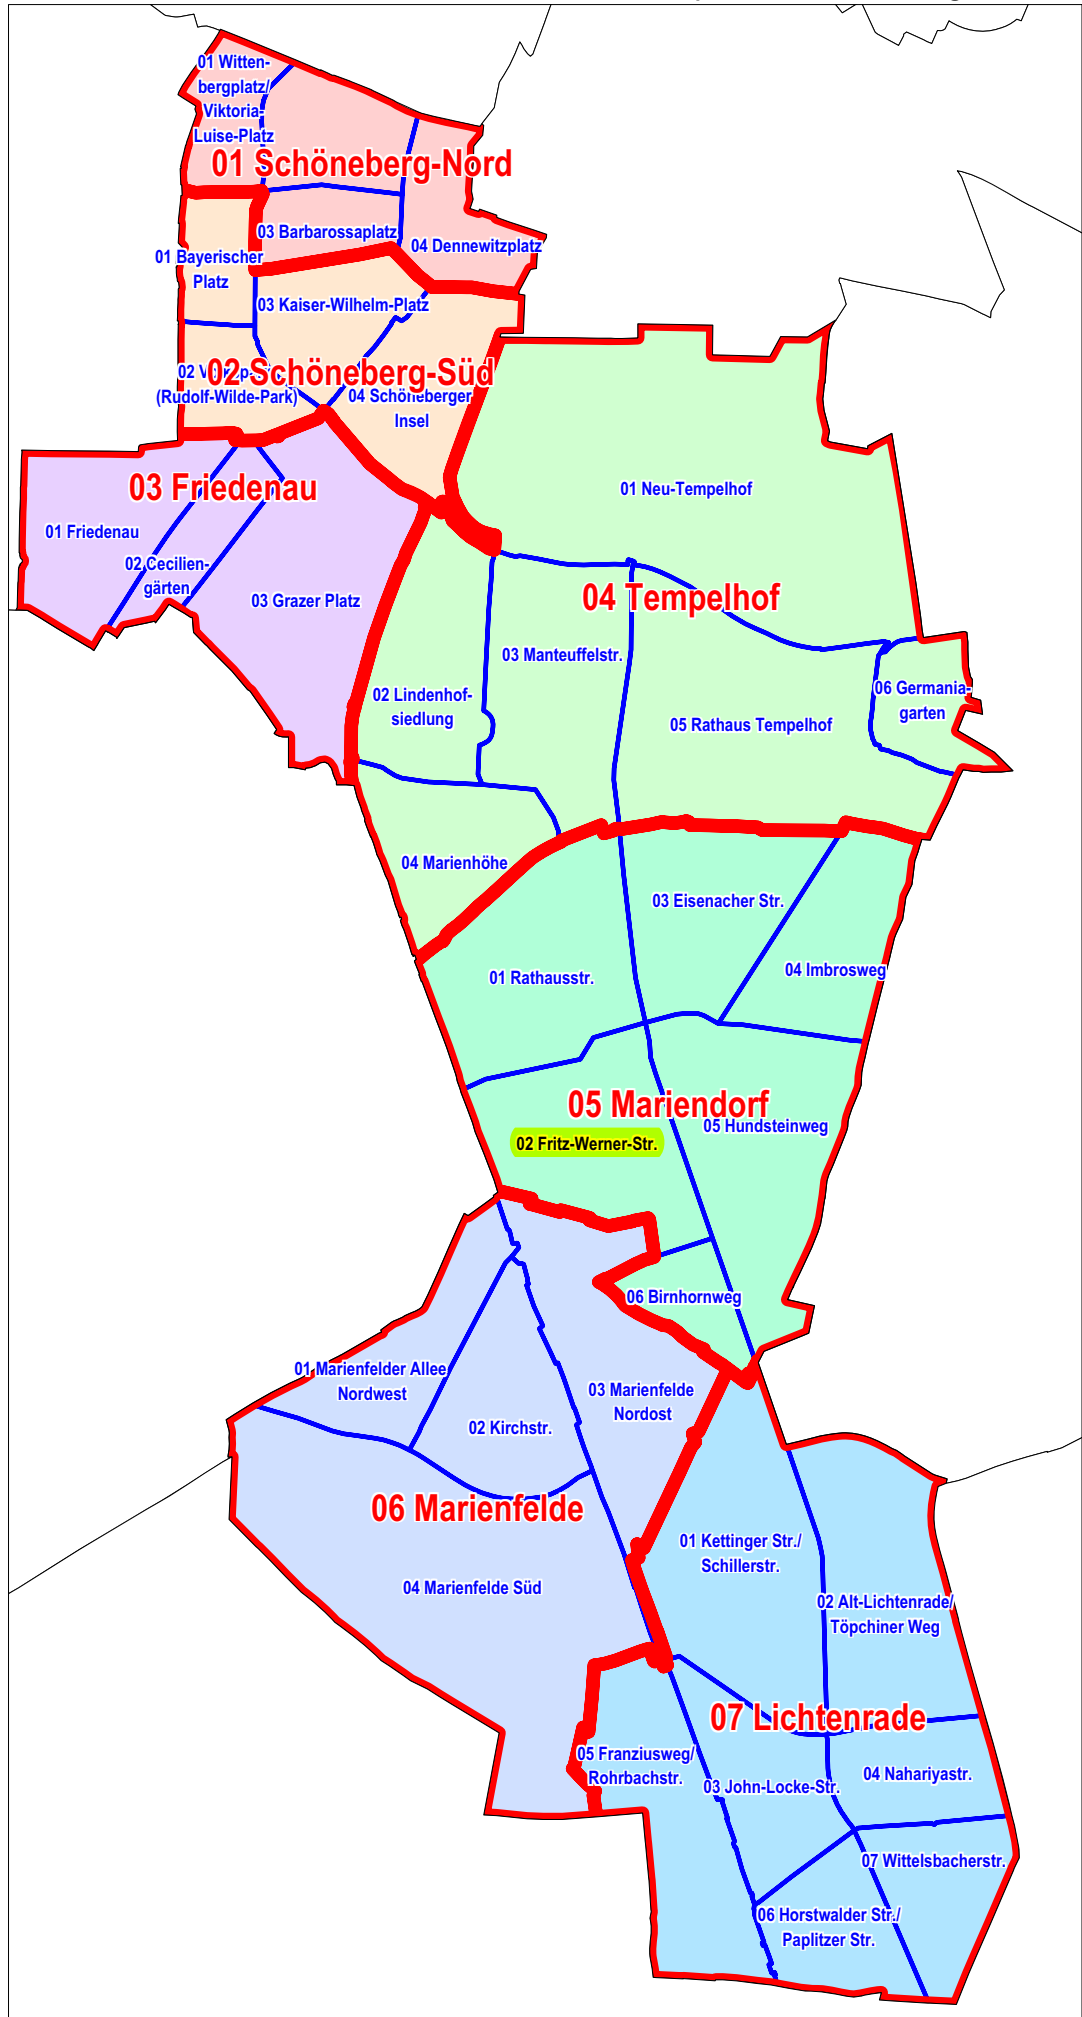 01 Witten-
bergplatz/
Viktoria-
Luise-Platz
01 Schöneberg-Nord
03 Barbarossaplatz
04 Dennewitzplatz
01 Bayerischer
Platz
03 Kaiser-Wilhelm-Platz
02 Schöneberg-Süd
02
(Rudolf-Wilde-Park)
04 Schöneberger
Insel
03 Friedenau
01 Friedenau
02 Cecilien-
gärten
03 Grazer Platz
01 Neu-Tempelhof
04 Tempelhof
03 Manteuffelstr.
02 Lindenhof-
siedlung
06 Germania-
garten
05 Rathaus Tempelhof
04 Marienhöhe
03 Eisenacher Str.
01 Rathausstr.
04 Imbrosweg
05 Mariendorf
05 Hundsteinweg
02 Fritz-Werner-Str.
06 Birnhornweg
01 Marienfelder Allee
Nordwest
03 Marienfelde
Nordost
02 Kirchstr.
06 Marienfelde
04 Marienfelde Süd
01 Kettinger Str./
Schillerstr.
02 Alt-Lichtenrade/
Töpchiner Weg
07 Lichtenrade
05 Franziusweg/
Rohrbachstr.
03 John-Locke-Str.
04 Nahariyastr.
07 Wittelsbacherstr.
06 Horstwalder Str./
Paplitzer Str.